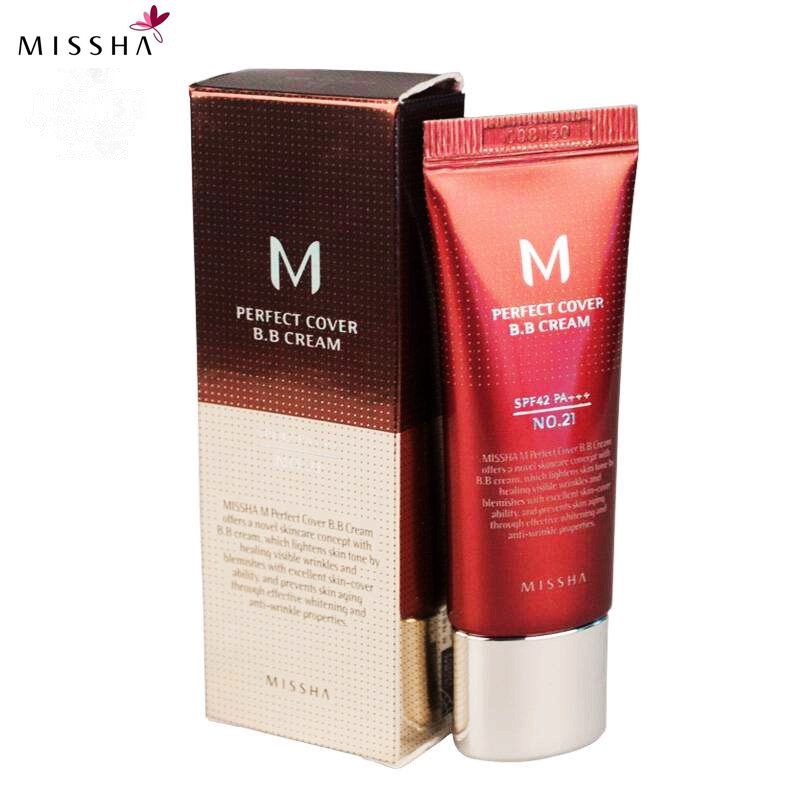 MISSHA
M
PERFECT COVER
B.B CREAM
MISSHA M Perfect Cover B.B Cream
offers a novel skincare concept with
B.B cream, which lightens skin tone by
healing visible wrinkles and
blemishes with excellent skin-cover
ability, and prevents skin aging
through effective whitening and
anti-wrinkle properties.
MISSHA
M
PERFECT COVER
B.B CREAM
SPF42 PA+++
NO.21
MISSHA M Perfect Cover B.B Cream
offers a novel skincare concept with
B.B cream, which lightens skin tone by
healing visible wrinkles and
blemishes with excellent skin-cover
ability, and prevents skin aging
through effective whitening and
anti-wrinkle properties.
MISSHA